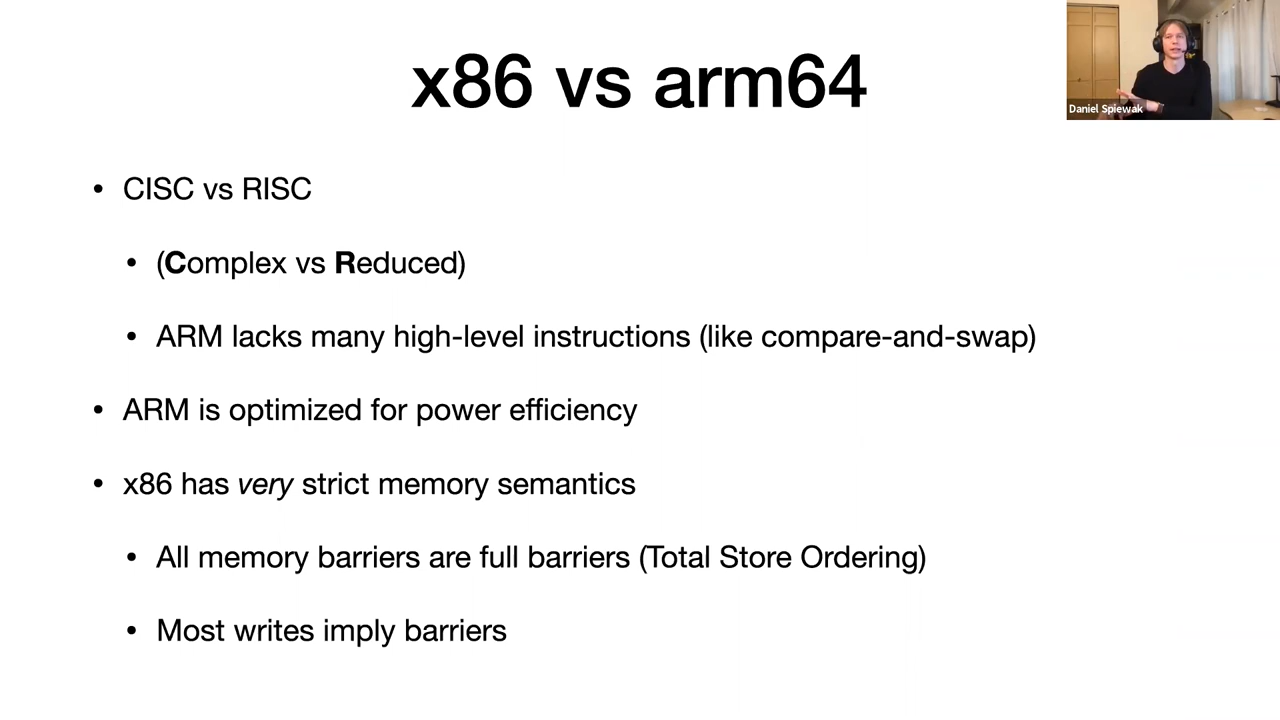 x86 vs arm64
Daniel Spiewak
• CISC vs RISC
• (Complex vs Reduced)
• ARM lacks many high-level instructions (like compare-and-swap)
• ARM is optimized for power efficiency
• x86 has very strict memory semantics
• All memory barriers are full barriers (Total Store Ordering)
• Most writes imply barriers